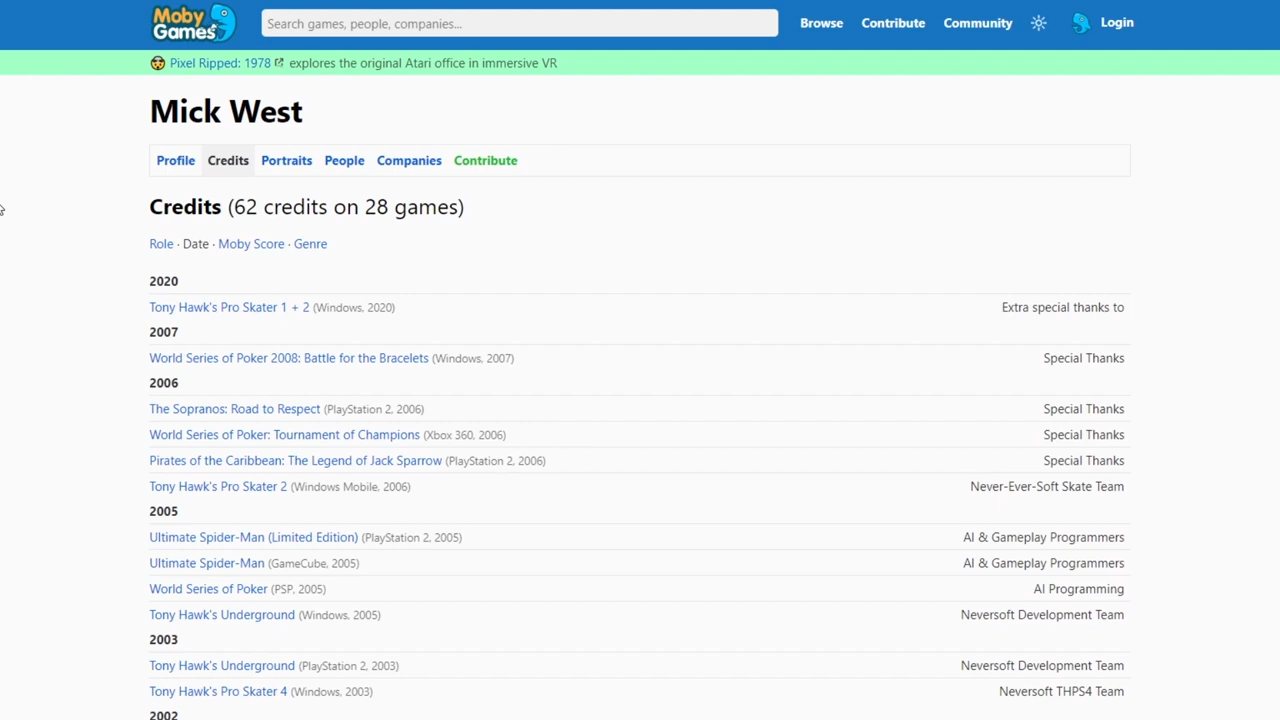 Moby Games
Search games, people, companies...
Browse
Contribute
Community
Login
Pixel Ripped: 1978 explores the original Atari office in immersive VR
Mick West
Profile
Credits
Portraits
People
Companies
Contribute
Credits (62 credits on 28 games)
Role · Date · Moby Score · Genre
2020
Tony Hawk's Pro Skater 1 + 2 (Windows, 2020) Extra special thanks to
2007
World Series of Poker 2008: Battle for the Bracelets (Windows, 2007) Special Thanks
2006
The Sopranos: Road to Respect (PlayStation 2, 2006) Special Thanks
World Series of Poker: Tournament of Champions (Xbox 360, 2006) Special Thanks
Pirates of the Caribbean: The Legend of Jack Sparrow (PlayStation 2, 2006) Special Thanks
Tony Hawk's Pro Skater 2 (Windows Mobile, 2006) Never-Ever-Soft Skate Team
2005
Ultimate Spider-Man (Limited Edition) (PlayStation 2, 2005) AI & Gameplay Programmers
Ultimate Spider-Man (GameCube, 2005) AI & Gameplay Programmers
World Series of Poker (PSP, 2005) AI Programming
Tony Hawk's Underground (Windows, 2005) Neversoft Development Team
2003
Tony Hawk's Underground (PlayStation 2, 2003) Neversoft Development Team
Tony Hawk's Pro Skater 4 (Windows, 2003) Neversoft THPS4 Team
2002